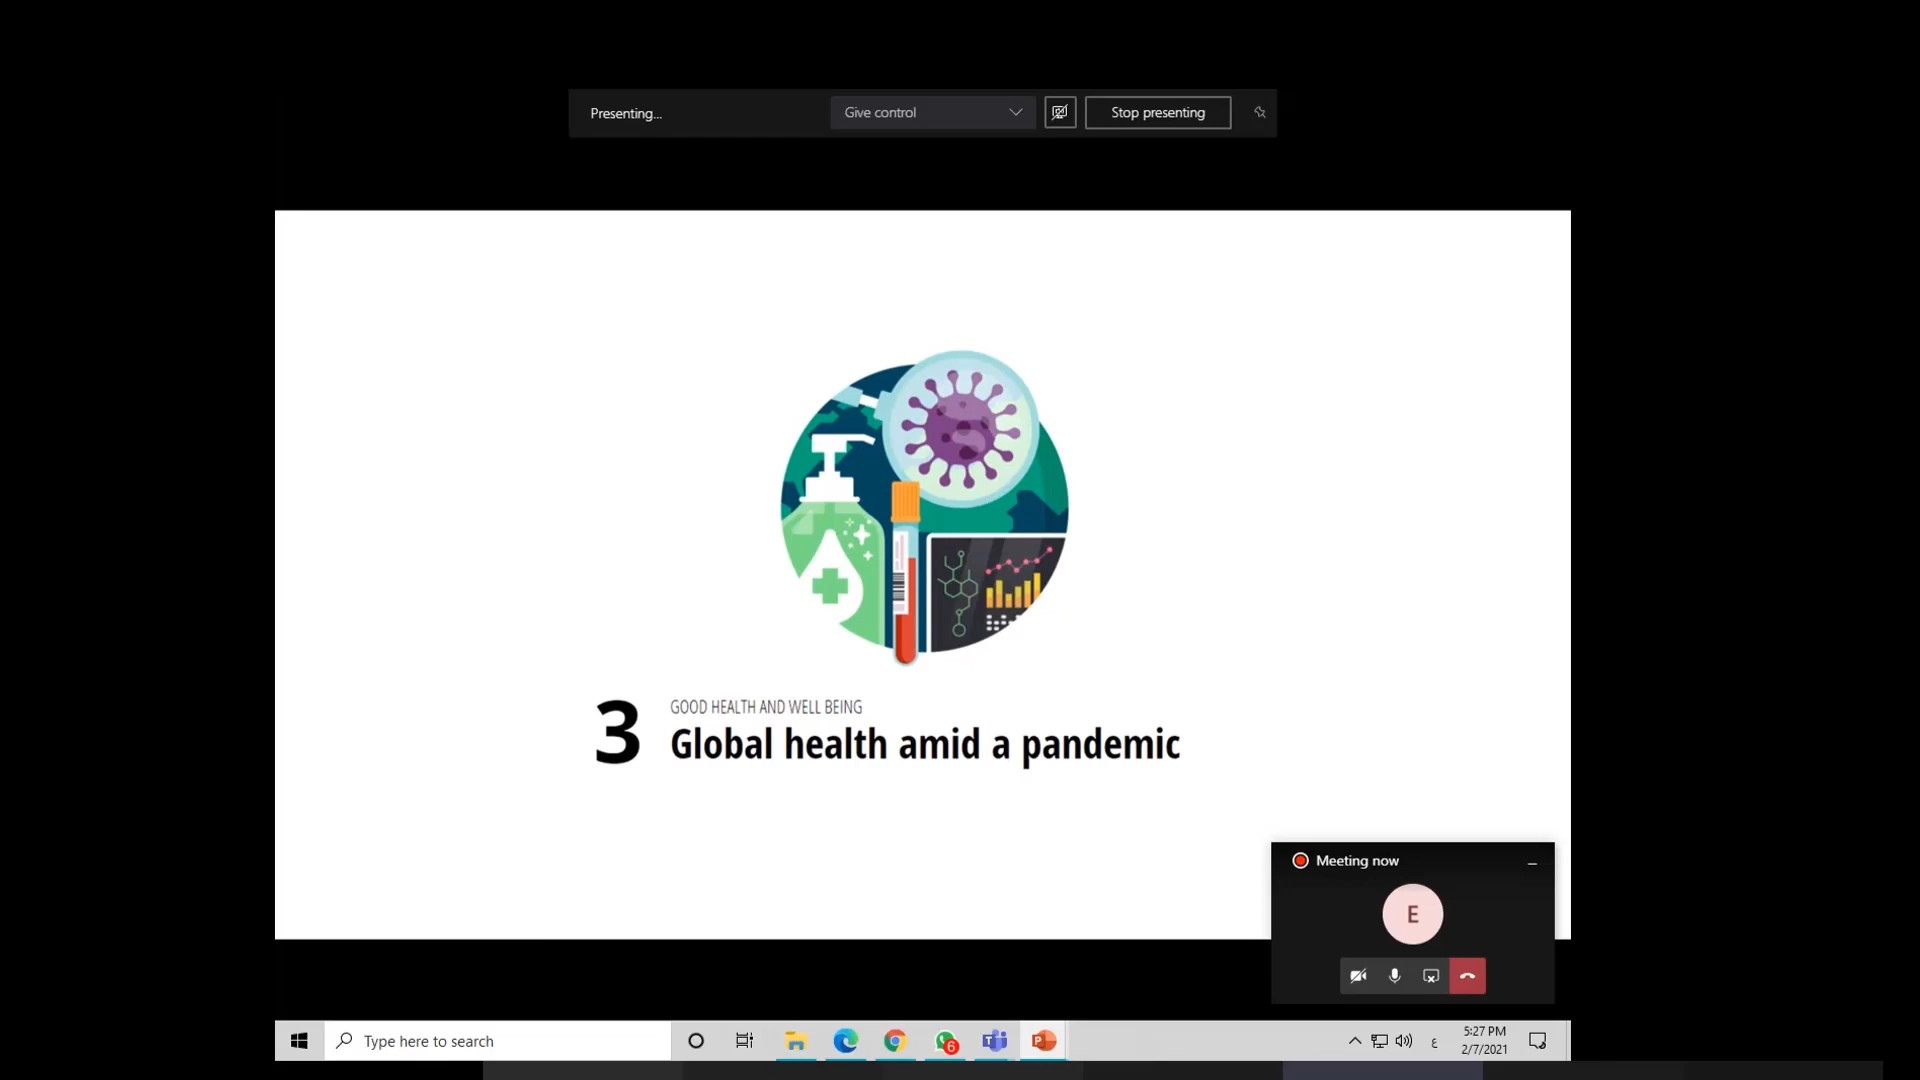 Presenting...
Give control
Stop presenting
3
GOOD HEALTH AND WELL BEING
Global health amid a pandemic
Meeting now
E
Type here to search
6
ع
5:27 PM
2/7/2021